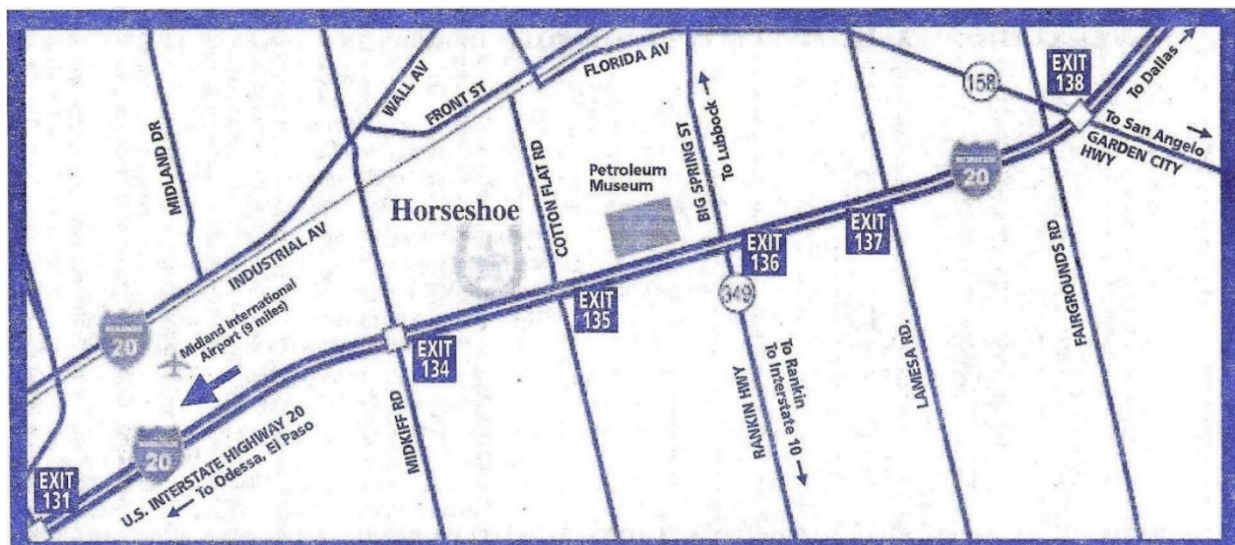 MIDLAND DR
WALL AV
FRONT ST
FLORIDA AV
EXIT
138
158
To Dallas
To San Angelo
GARDEN CITY
HWY
INDUSTRIAL AV
Horseshoe
COTTON FLAT RD
Petroleum
Museum
BIG SPRING ST
To Lubbock
20
EXIT
137
EXIT
136
EXIT
135
349
EXIT
134
20
Midland International
Airport (9 miles)
MIDKIFF RD
RANKIN HWY
To Rankin
To Interstate 10
LAMESA RD.
FAIRGROUNDS RD
20
EXIT
131
U.S. INTERSTATE HIGHWAY 20
To Odessa, El Paso